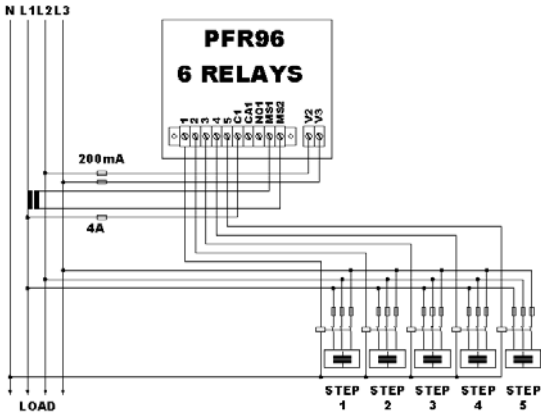 N L1L2L3
PFR96
6 RELAYS
1 2 3 4 5 C1 CA1 NO1 MS1 MS2 V2 V3
200mA
4A
STEP 1 STEP 2 STEP 3 STEP 4 STEP 5
LOAD